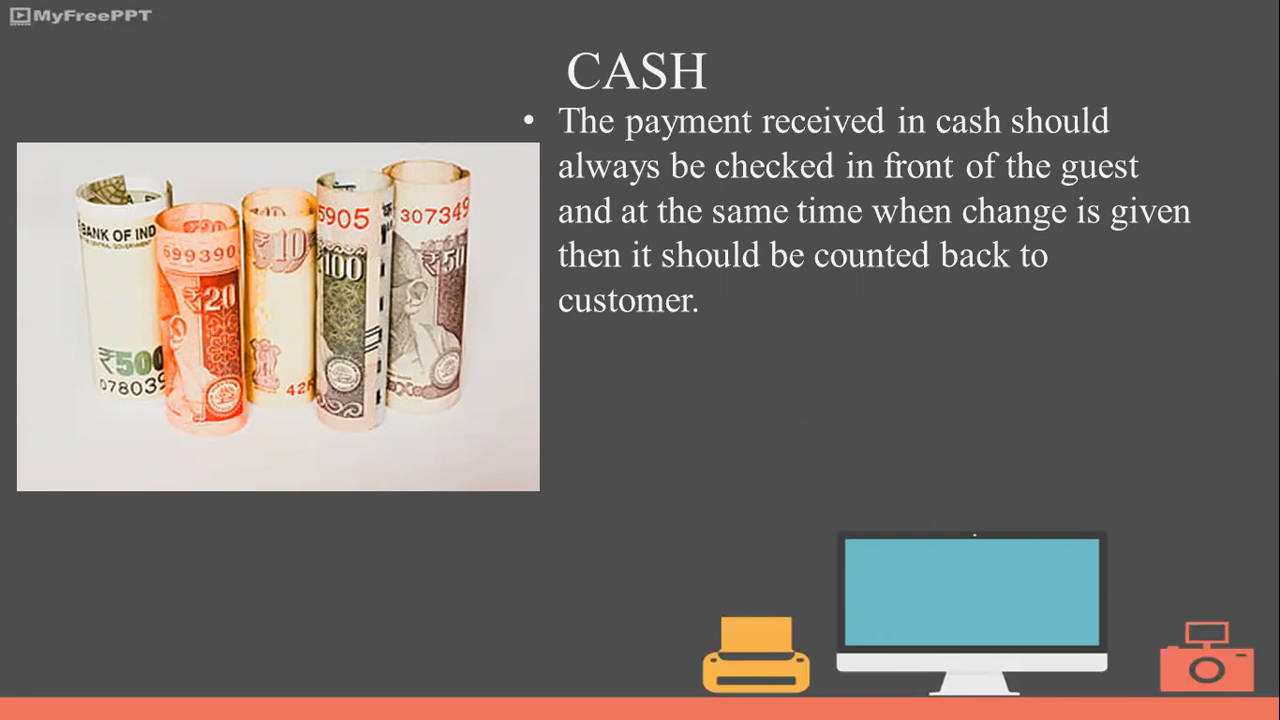 MyFreePPT
CASH
• The payment received in cash should
always be checked in front of the guest
and at the same time when change is given
then it should be counted back to
customer.
BANK OF IND
699390
₹20
₹10
5905
₹100
307349
₹50
₹500
078039
42